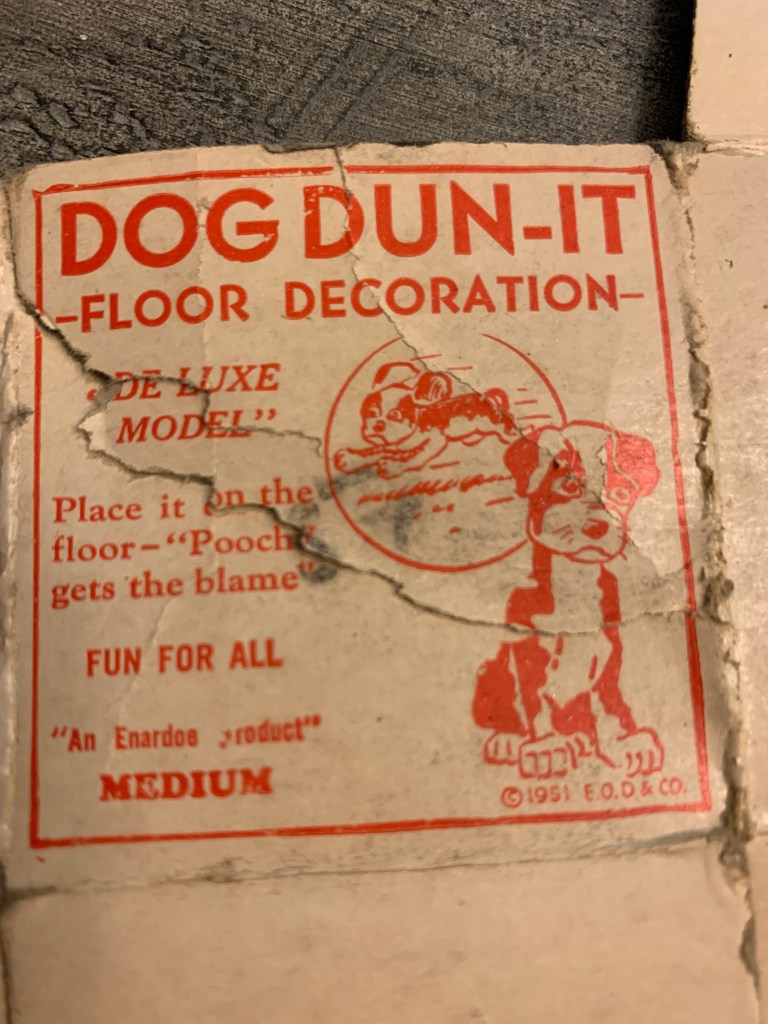 DOG DUN-IT
-FLOOR DECORATION-
"DE LUXE
MODEL"
Place it on the
floor-"Pooch"
gets the blame"
FUN FOR ALL
"An Enardoe product"
MEDIUM
©1951 E.O.D & CO.